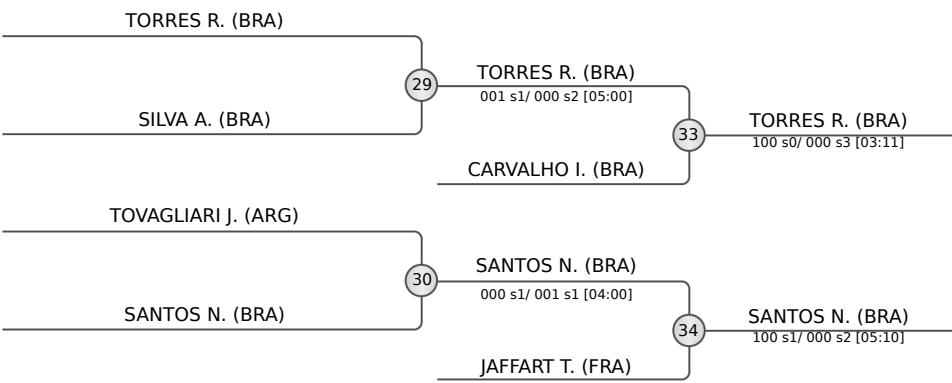 TORRES R. (BRA)
29
TORRES R. (BRA)
001 s1/ 000 s2 [05:00]
SILVA A. (BRA)
33
TORRES R. (BRA)
100 s0/ 000 s3 [03:11]
CARVALHO I. (BRA)
TOVAGLIARI J. (ARG)
30
SANTOS N. (BRA)
000 s1/ 001 s1 [04:00]
SANTOS N. (BRA)
34
SANTOS N. (BRA)
100 s1/ 000 s2 [05:10]
JAFFART T. (FRA)